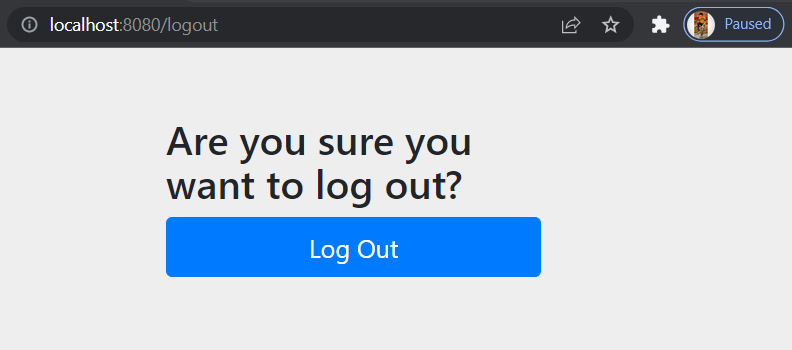 localhost:8080/logout
Paused
Are you sure you
want to log out?
Log Out